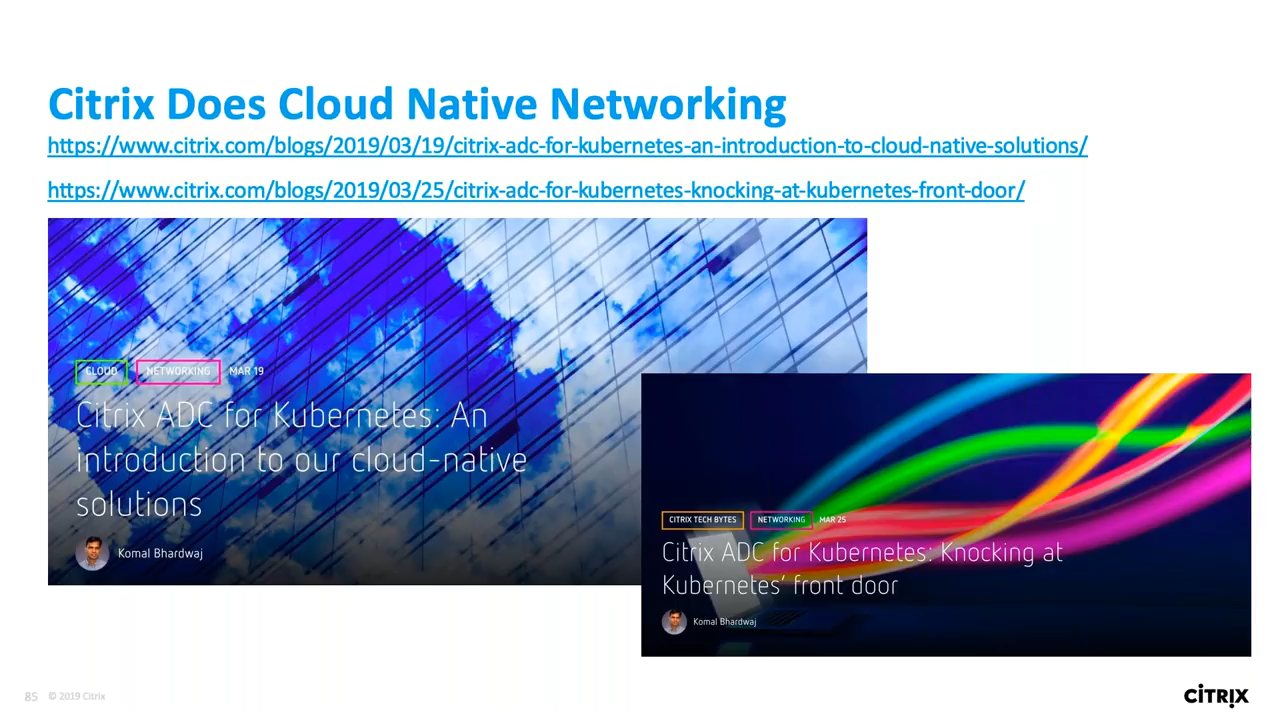 Citrix Does Cloud Native Networking
https://www.citrix.com/blogs/2019/03/19/citrix-adc-for-kubernetes-an-introduction-to-cloud-native-solutions/
https://www.citrix.com/blogs/2019/03/25/citrix-adc-for-kubernetes-knocking-at-kubernetes-front-door/
CLOUD NETWORKING MAR 19
Citrix ADC for Kubernetes: An
introduction to our cloud-native
solutions
Komal Bhardwaj
CITRIX TECH BYTES NETWORKING MAR 25
Citrix ADC for Kubernetes: Knocking at
Kubernetes' front door
Komal Bhardwaj
85 © 2019 Citrix
CITRIX